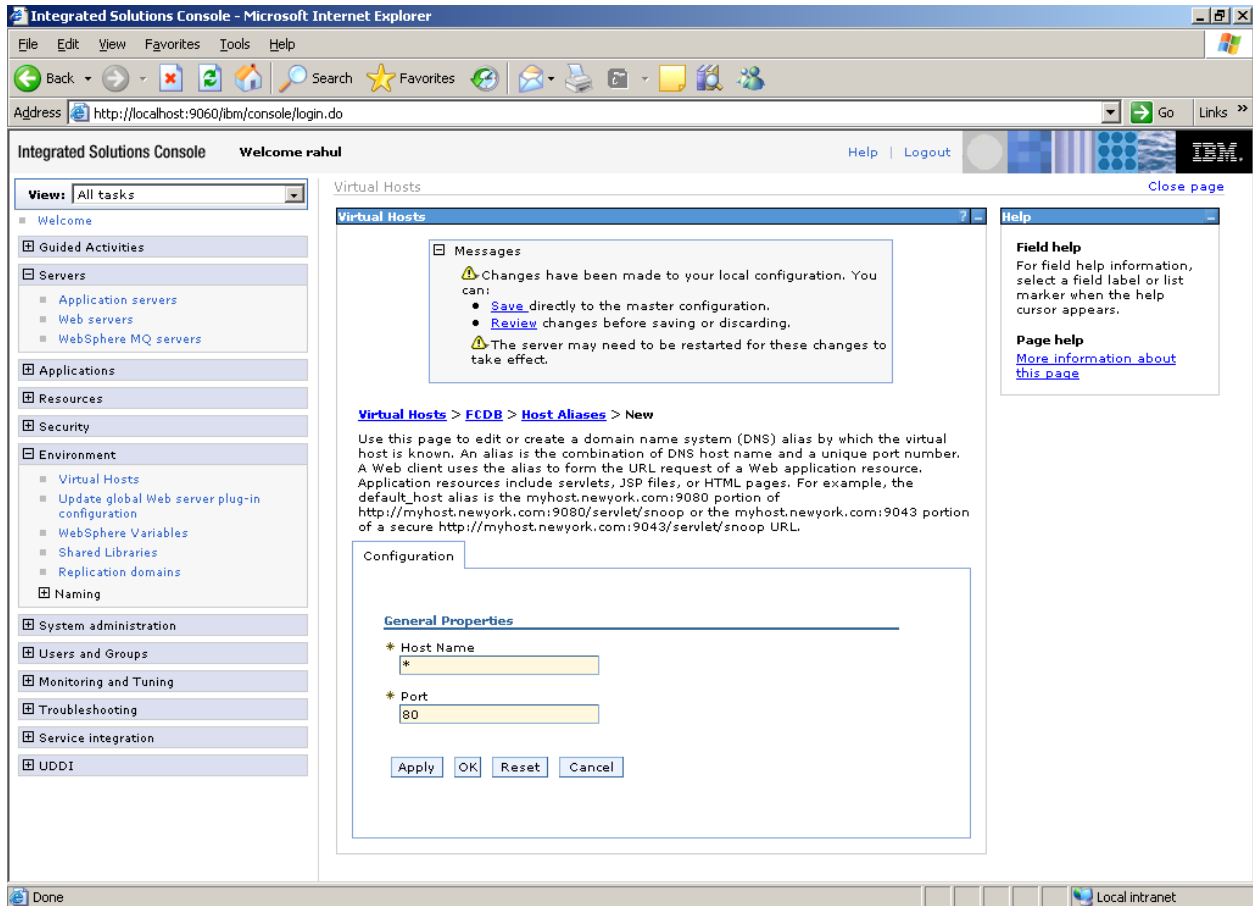 Integrated Solutions Console - Microsoft Internet Explorer
File Edit View Favorites Tools Help
Back Search Favorites
Address http://localhost:9060/ibm/console/login.do Go Links »
Integrated Solutions Console Welcome rahul Help | Logout IBM.
View: All tasks
Welcome
Guided Activities
Servers
Application servers
Web servers
WebSphere MQ servers
Applications
Resources
Security
Environment
Virtual Hosts
Update global Web server plug-in
configuration
WebSphere Variables
Shared Libraries
Replication domains
Naming
System administration
Users and Groups
Monitoring and Tuning
Troubleshooting
Service integration
UDDI
Virtual Hosts Close page
Virtual Hosts ? _
Messages
Changes have been made to your local configuration. You
can:
• Save directly to the master configuration.
• Review changes before saving or discarding.
The server may need to be restarted for these changes to
take effect.
Virtual Hosts > FCDB > Host Aliases > New
Use this page to edit or create a domain name system (DNS) alias by which the virtual
host is known. An alias is the combination of DNS host name and a unique port number.
A Web client uses the alias to form the URL request of a Web application resource.
Application resources include servlets, JSP files, or HTML pages. For example, the
default_host alias is the myhost.newyork.com:9080 portion of
http://myhost.newyork.com:9080/servlet/snoop or the myhost.newyork.com:9043 portion
of a secure http://myhost.newyork.com:9043/servlet/snoop URL.
Configuration
General Properties
* Host Name
*
* Port
80
Apply OK Reset Cancel
Help _
Field help
For field help information,
select a field label or list
marker when the help
cursor appears.
Page help
More information about
this page
Done Local intranet